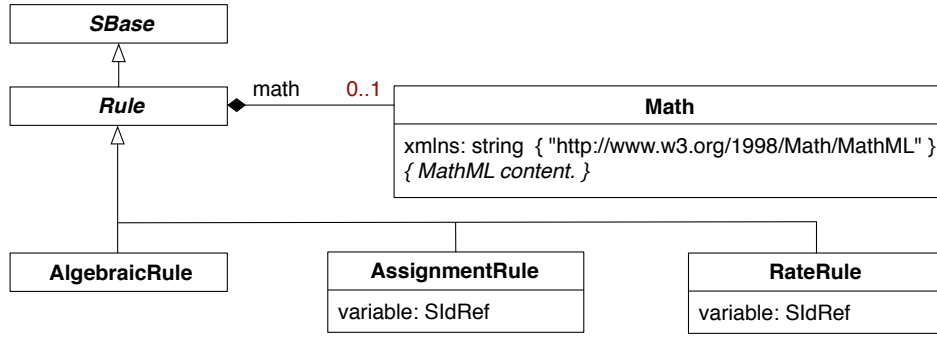 SBase
Rule
math
0..1
Math
xmlns: string { "http://www.w3.org/1998/Math/MathML" }
{ MathML content. }
AlgebraicRule
AssignmentRule
variable: SIdRef
RateRule
variable: SIdRef